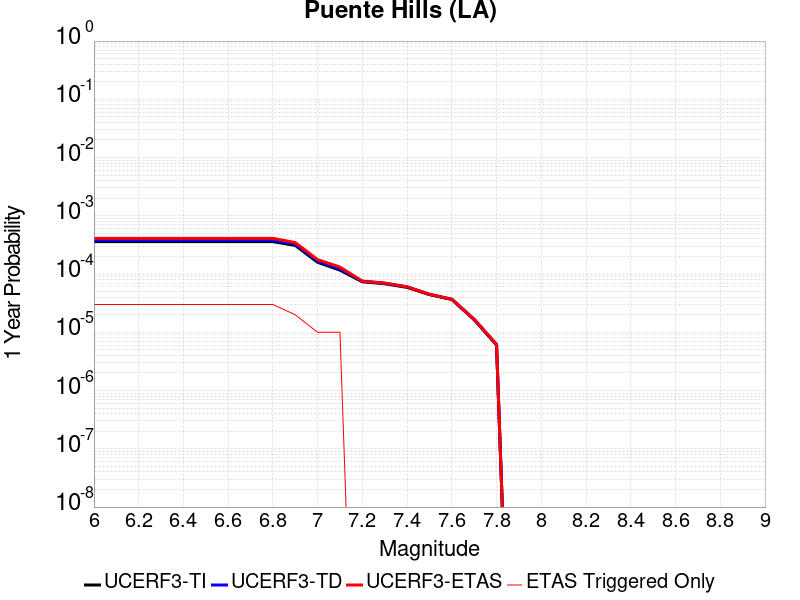 Puente Hills (LA)
1 Year Probability
10^0
10^-1
10^-2
10^-3
10^-4
10^-5
10^-6
10^-7
10^-8
6 6.2 6.4 6.6 6.8 7 7.2 7.4 7.6 7.8 8 8.2 8.4 8.6 8.8 9
Magnitude
UCERF3-TI UCERF3-TD UCERF3-ETAS ETAS Triggered Only